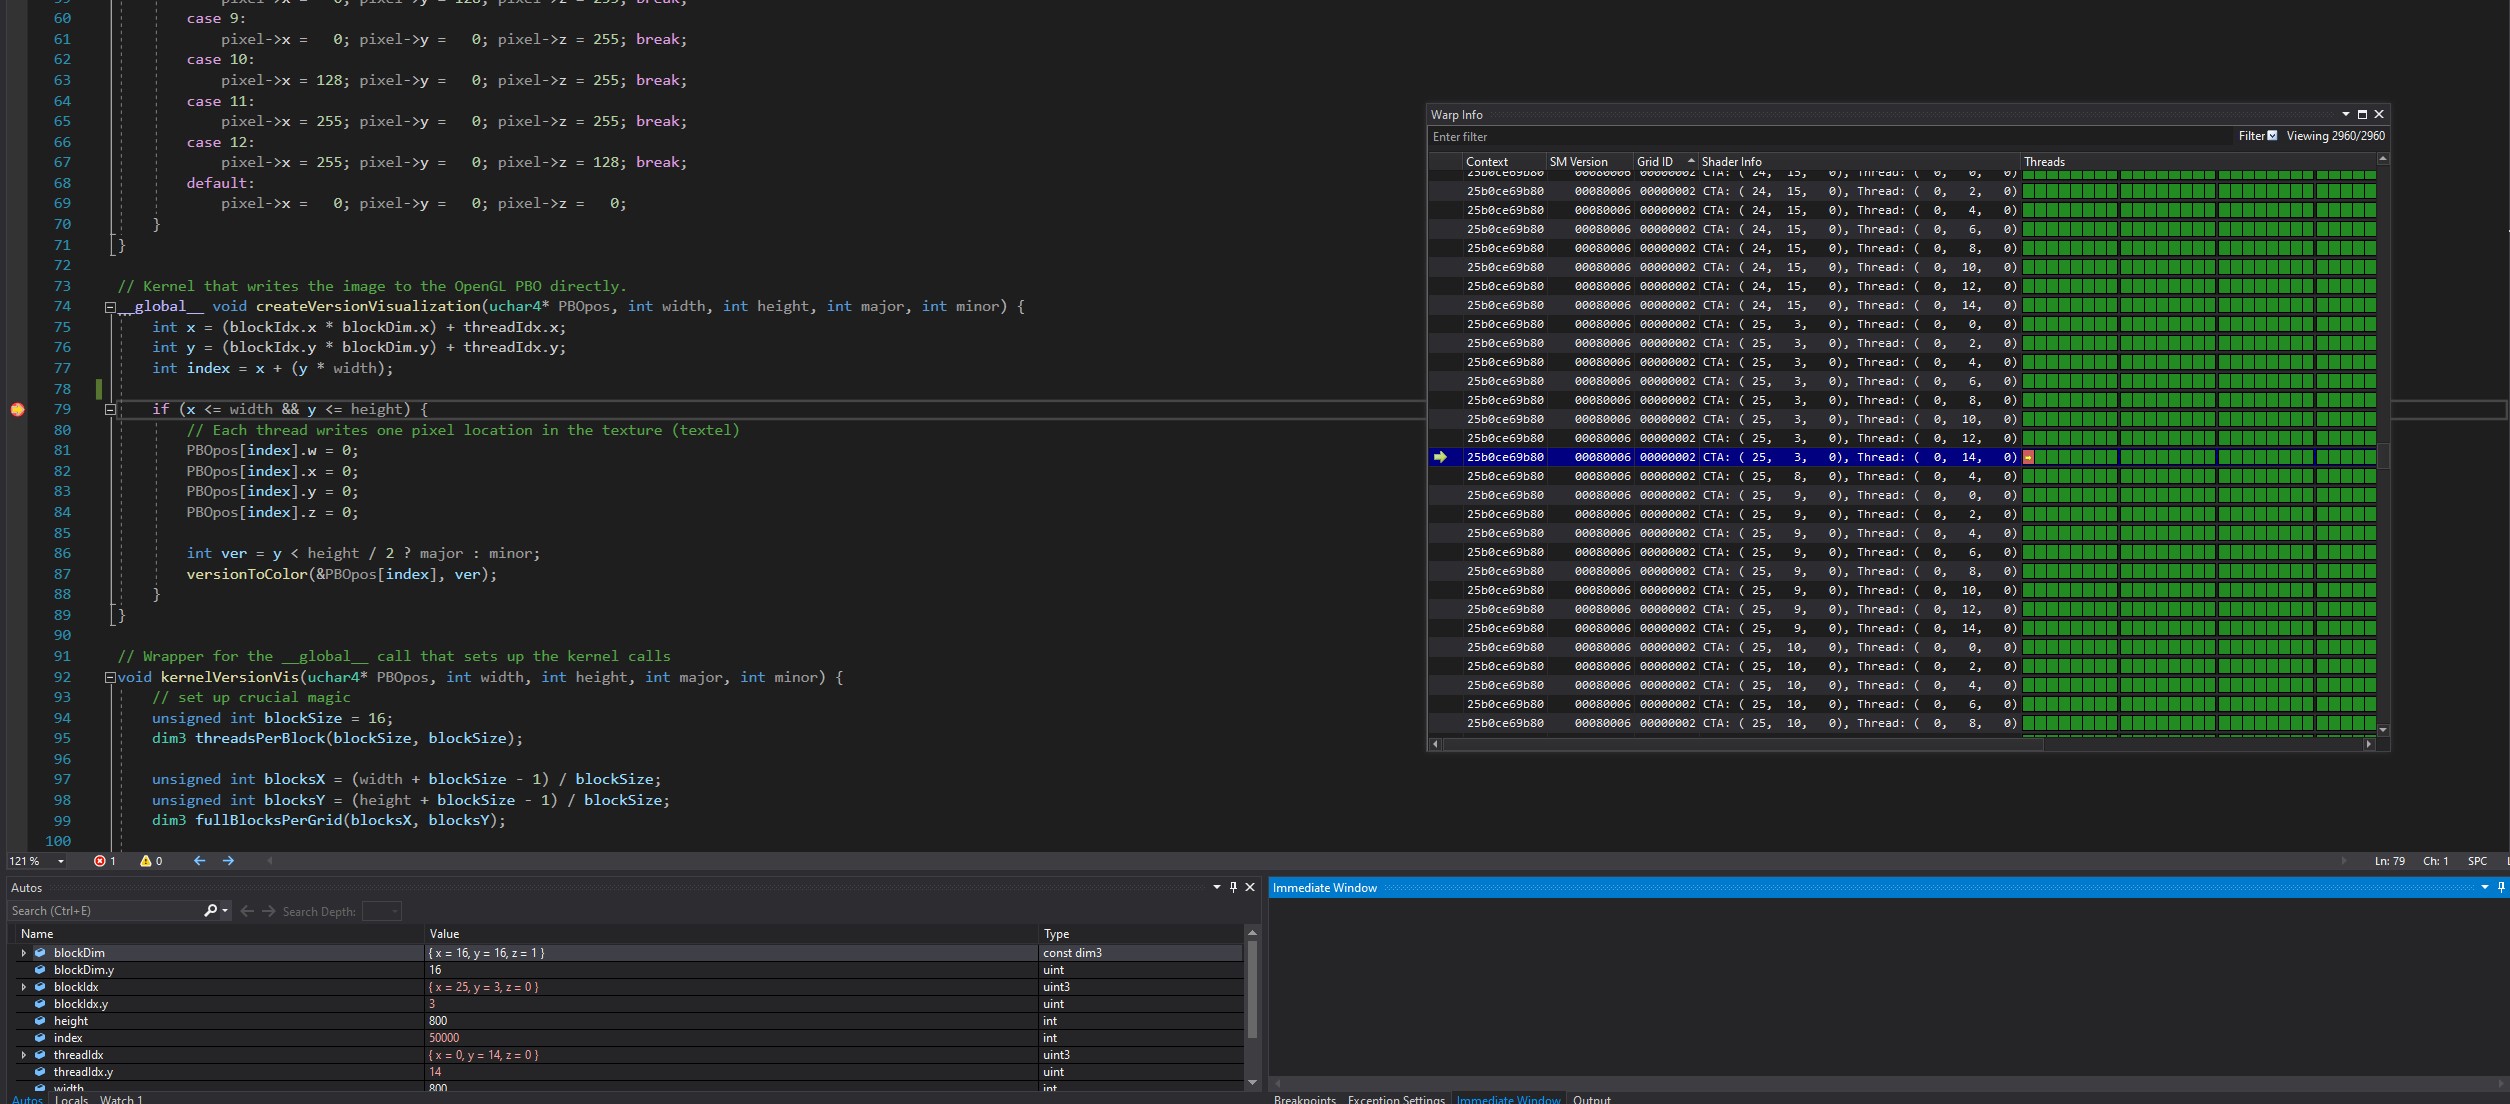 59 pixel->x = 0; pixel->y = 128; pixel->z = 255; break;
60 case 9:
61 pixel->x = 0; pixel->y = 0; pixel->z = 255; break;
62 case 10:
63 pixel->x = 128; pixel->y = 0; pixel->z = 255; break;
64 case 11:
65 pixel->x = 255; pixel->y = 0; pixel->z = 255; break;
66 case 12:
67 pixel->x = 255; pixel->y = 0; pixel->z = 128; break;
68 default:
69 pixel->x = 0; pixel->y = 0; pixel->z = 0;
70 }
71 }
72
73 // Kernel that writes the image to the OpenGL PBO directly.
74 __global__ void createVersionVisualization(uchar4* PBOpos, int width, int height, int major, int minor) {
75 int x = (blockIdx.x * blockDim.x) + threadIdx.x;
76 int y = (blockIdx.y * blockDim.y) + threadIdx.y;
77 int index = x + (y * width);
78
79 if (x <= width && y <= height) {
80 // Each thread writes one pixel location in the texture (textel)
81 PBOpos[index].w = 0;
82 PBOpos[index].x = 0;
83 PBOpos[index].y = 0;
84 PBOpos[index].z = 0;
85
86 int ver = y < height / 2 ? major : minor;
87 versionToColor(&PBOpos[index], ver);
88 }
89 }
90
91 // Wrapper for the __global__ call that sets up the kernel calls
92 void kernelVersionVis(uchar4* PBOpos, int width, int height, int major, int minor) {
93 // set up crucial magic
94 unsigned int blockSize = 16;
95 dim3 threadsPerBlock(blockSize, blockSize);
96
97 unsigned int blocksX = (width + blockSize - 1) / blockSize;
98 unsigned int blocksY = (height + blockSize - 1) / blockSize;
99 dim3 fullBlocksPerGrid(blocksX, blocksY);
100
Warp Info
Enter filter Filter Viewing 2960/2960
Context SM Version Grid ID Shader Info Threads
25b0ce69b80 00080006 00000002 CTA: ( 24, 15, 0), Thread: ( 0, 0, 0)
25b0ce69b80 00080006 00000002 CTA: ( 24, 15, 0), Thread: ( 0, 2, 0)
25b0ce69b80 00080006 00000002 CTA: ( 24, 15, 0), Thread: ( 0, 4, 0)
25b0ce69b80 00080006 00000002 CTA: ( 24, 15, 0), Thread: ( 0, 6, 0)
25b0ce69b80 00080006 00000002 CTA: ( 24, 15, 0), Thread: ( 0, 8, 0)
25b0ce69b80 00080006 00000002 CTA: ( 24, 15, 0), Thread: ( 0, 10, 0)
25b0ce69b80 00080006 00000002 CTA: ( 24, 15, 0), Thread: ( 0, 12, 0)
25b0ce69b80 00080006 00000002 CTA: ( 24, 15, 0), Thread: ( 0, 14, 0)
25b0ce69b80 00080006 00000002 CTA: ( 25, 3, 0), Thread: ( 0, 0, 0)
25b0ce69b80 00080006 00000002 CTA: ( 25, 3, 0), Thread: ( 0, 2, 0)
25b0ce69b80 00080006 00000002 CTA: ( 25, 3, 0), Thread: ( 0, 4, 0)
25b0ce69b80 00080006 00000002 CTA: ( 25, 3, 0), Thread: ( 0, 6, 0)
25b0ce69b80 00080006 00000002 CTA: ( 25, 3, 0), Thread: ( 0, 8, 0)
25b0ce69b80 00080006 00000002 CTA: ( 25, 3, 0), Thread: ( 0, 10, 0)
25b0ce69b80 00080006 00000002 CTA: ( 25, 3, 0), Thread: ( 0, 12, 0)
25b0ce69b80 00080006 00000002 CTA: ( 25, 3, 0), Thread: ( 0, 14, 0)
25b0ce69b80 00080006 00000002 CTA: ( 25, 8, 0), Thread: ( 0, 4, 0)
25b0ce69b80 00080006 00000002 CTA: ( 25, 9, 0), Thread: ( 0, 0, 0)
25b0ce69b80 00080006 00000002 CTA: ( 25, 9, 0), Thread: ( 0, 2, 0)
25b0ce69b80 00080006 00000002 CTA: ( 25, 9, 0), Thread: ( 0, 4, 0)
25b0ce69b80 00080006 00000002 CTA: ( 25, 9, 0), Thread: ( 0, 6, 0)
25b0ce69b80 00080006 00000002 CTA: ( 25, 9, 0), Thread: ( 0, 8, 0)
25b0ce69b80 00080006 00000002 CTA: ( 25, 9, 0), Thread: ( 0, 10, 0)
25b0ce69b80 00080006 00000002 CTA: ( 25, 9, 0), Thread: ( 0, 12, 0)
25b0ce69b80 00080006 00000002 CTA: ( 25, 9, 0), Thread: ( 0, 14, 0)
25b0ce69b80 00080006 00000002 CTA: ( 25, 10, 0), Thread: ( 0, 0, 0)
25b0ce69b80 00080006 00000002 CTA: ( 25, 10, 0), Thread: ( 0, 2, 0)
25b0ce69b80 00080006 00000002 CTA: ( 25, 10, 0), Thread: ( 0, 4, 0)
25b0ce69b80 00080006 00000002 CTA: ( 25, 10, 0), Thread: ( 0, 6, 0)
25b0ce69b80 00080006 00000002 CTA: ( 25, 10, 0), Thread: ( 0, 8, 0)
121 % 1 0 Ln: 79 Ch: 1 SPC
Autos
Search (Ctrl+E) Search Depth:
Name Value Type
blockDim { x = 16, y = 16, z = 1 } const dim3
blockDim.y 16 uint
blockIdx { x = 25, y = 3, z = 0 } uint3
blockIdx.y 3 uint
height 800 int
index 50000 int
threadIdx { x = 0, y = 14, z = 0 } uint3
threadIdx.y 14 uint
width 800 int
Autos Locals Watch 1
Immediate Window
Breakpoints Exception Settings Immediate Window Output